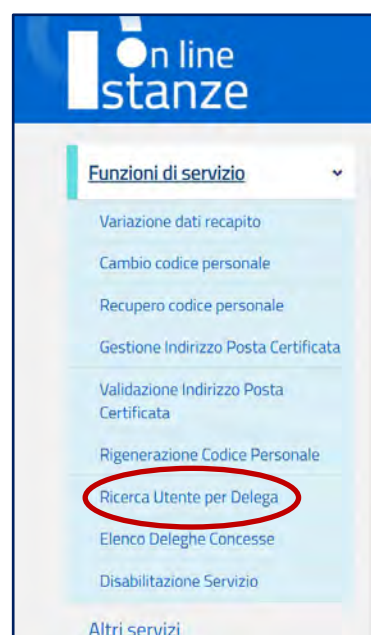 on line
istanze
Funzioni di servizio
Variazione dati recapito
Cambio codice personale
Recupero codice personale
Gestione Indirizzo Posta Certificata
Validazione Indirizzo Posta
Certificata
Rigenerazione Codice Personale
Ricerca Utente per Delega
Elenco Deleghe Concesse
Disabilitazione Servizio
Altri servizi